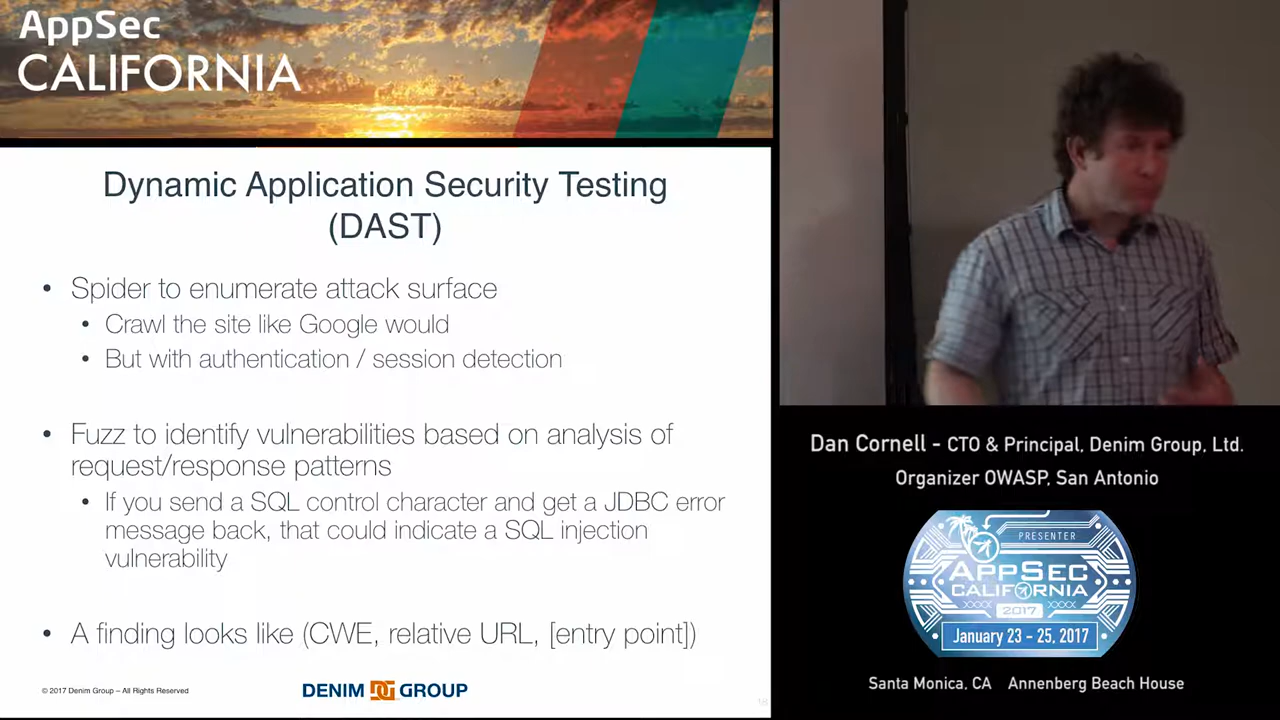 AppSec
CALIFORNIA
Dynamic Application Security Testing
(DAST)
• Spider to enumerate attack surface
• Crawl the site like Google would
• But with authentication / session detection
• Fuzz to identify vulnerabilities based on analysis of
request/response patterns
• If you send a SQL control character and get a JDBC error
message back, that could indicate a SQL injection
vulnerability
• A finding looks like (CWE, relative URL, [entry point])
© 2017 Denim Group – All Rights Reserved
DENIM DG GROUP
18
Dan Cornell - CTO & Principal, Denim Group, Ltd.
Organizer OWASP, San Antonio
PRESENTER
APPSEC
CALIFORNIA
2017
January 23 - 25, 2017
Santa Monica, CA Annenberg Beach House